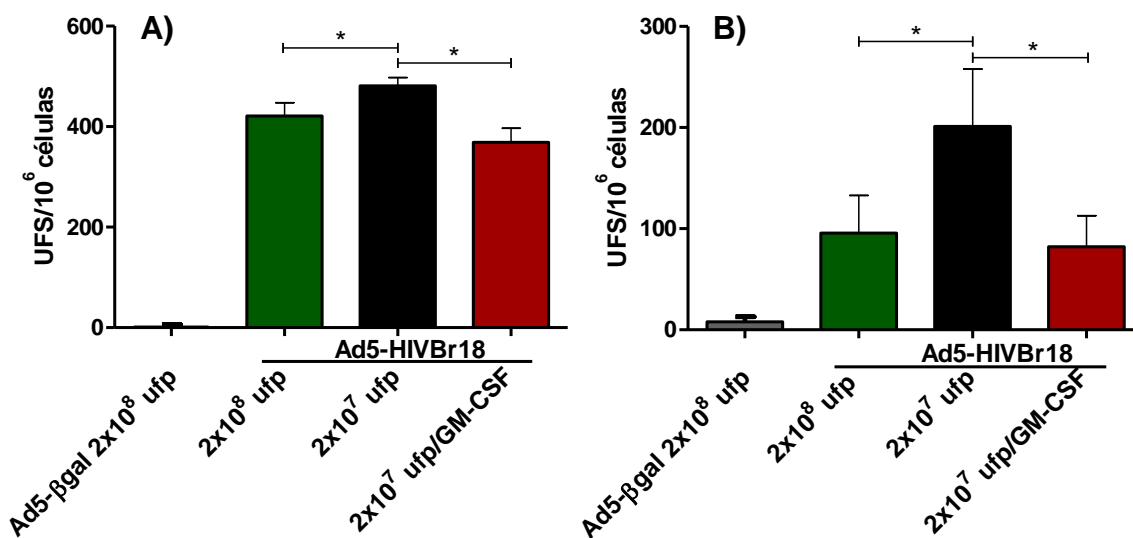 A)
UFS/10⁶ células
600
400
200
0
*
*
Ad5-HIVBr18
Ad5-βgal 2x10⁸ ufp
2x10⁸ ufp
2x10⁷ ufp
2x10⁷ ufp/GM-CSF
B)
UFS/10⁶ células
300
200
100
0
*
*
Ad5-HIVBr18
Ad5-βgal 2x10⁸ ufp
2x10⁸ ufp
2x10⁷ ufp
2x10⁷ ufp/GM-CSF